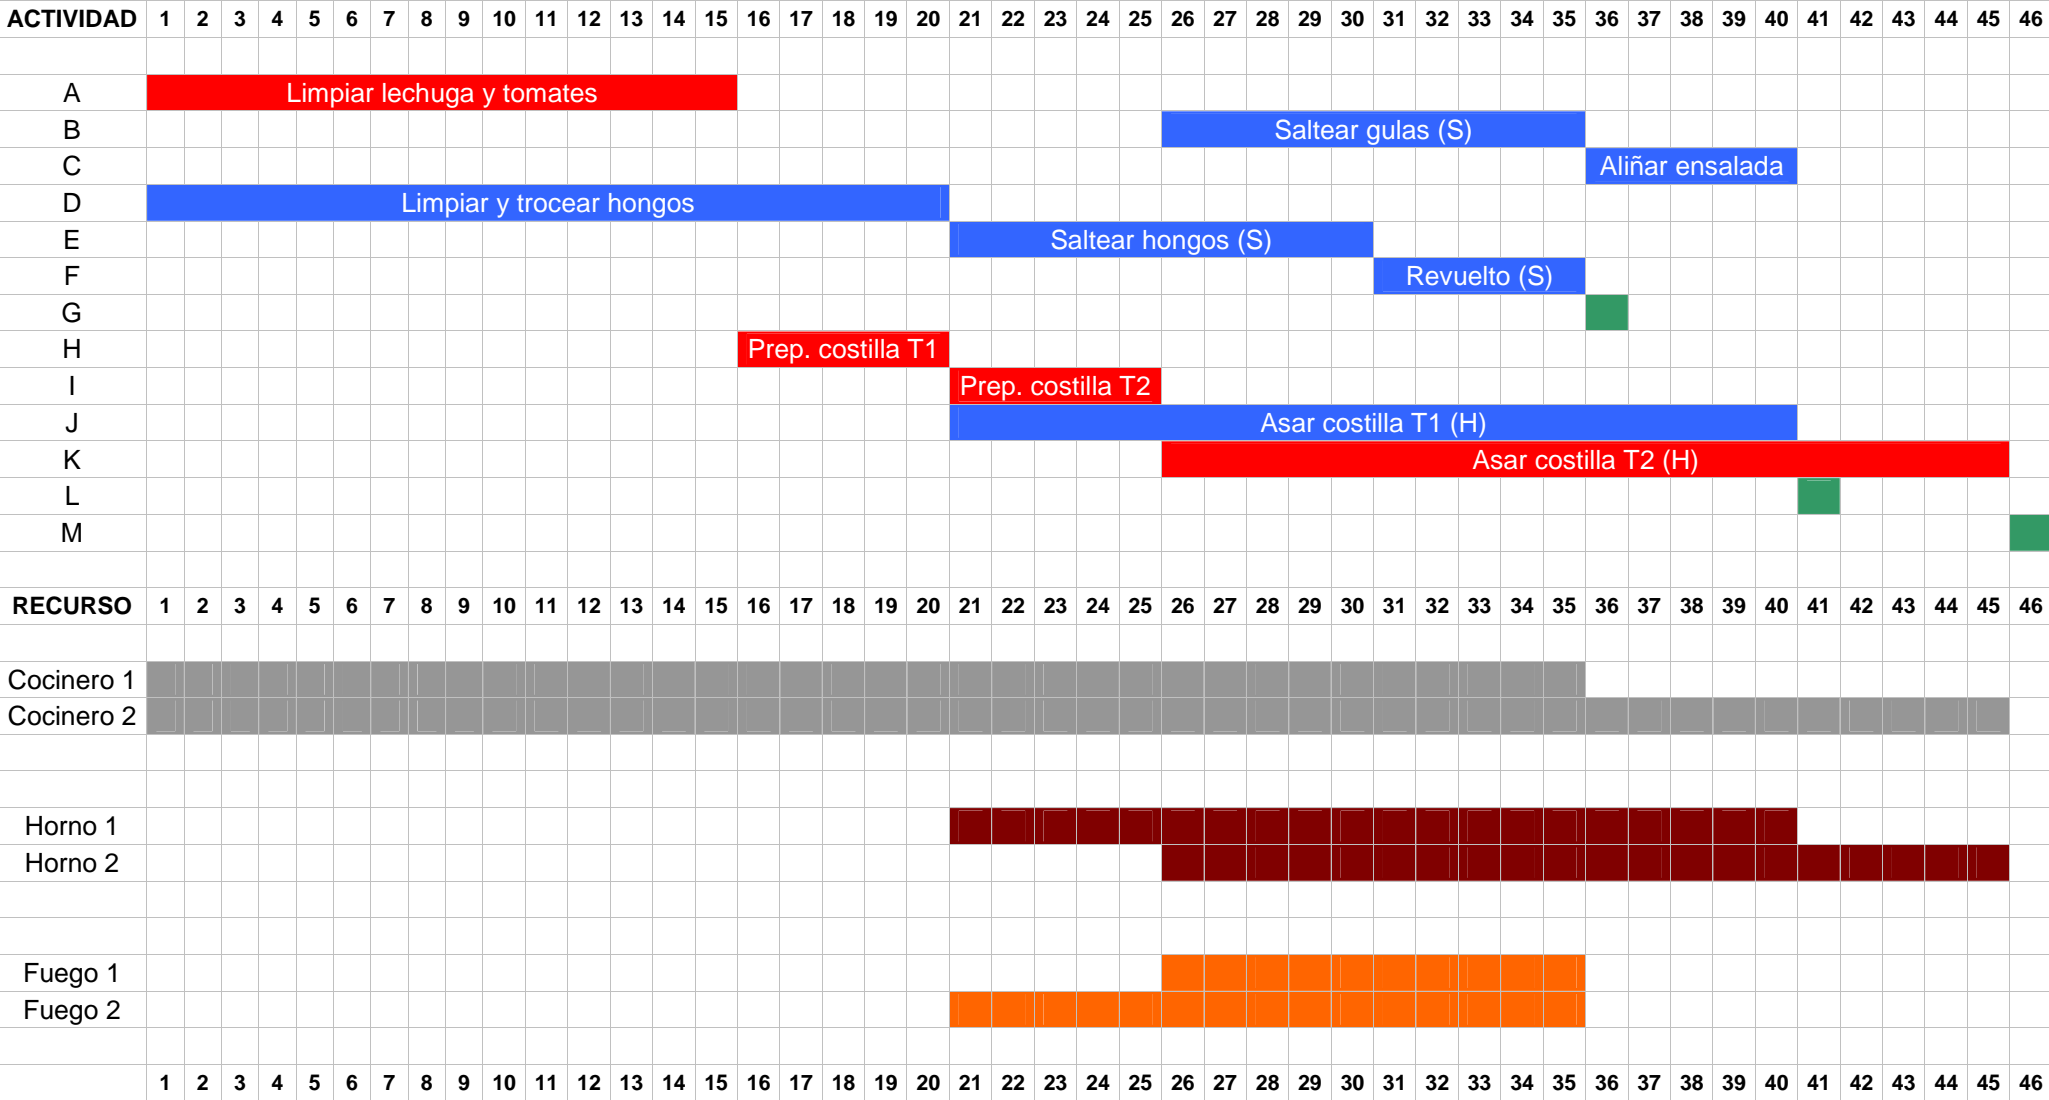 ACTIVIDAD 1 2 3 4 5 6 7 8 9 10 11 12 13 14 15 16 17 18 19 20 21 22 23 24 25 26 27 28 29 30 31 32 33 34 35 36 37 38 39 40 41 42 43 44 45 46
A Limpiar lechuga y tomates
B Saltear gulas (S)
C Aliñar ensalada
D Limpiar y trocear hongos
E Saltear hongos (S)
F Revuelto (S)
G
H Prep. costilla T1
I Prep. costilla T2
J Asar costilla T1 (H)
K Asar costilla T2 (H)
L
M
RECURSO 1 2 3 4 5 6 7 8 9 10 11 12 13 14 15 16 17 18 19 20 21 22 23 24 25 26 27 28 29 30 31 32 33 34 35 36 37 38 39 40 41 42 43 44 45 46
Cocinero 1
Cocinero 2
Horno 1
Horno 2
Fuego 1
Fuego 2
1 2 3 4 5 6 7 8 9 10 11 12 13 14 15 16 17 18 19 20 21 22 23 24 25 26 27 28 29 30 31 32 33 34 35 36 37 38 39 40 41 42 43 44 45 46